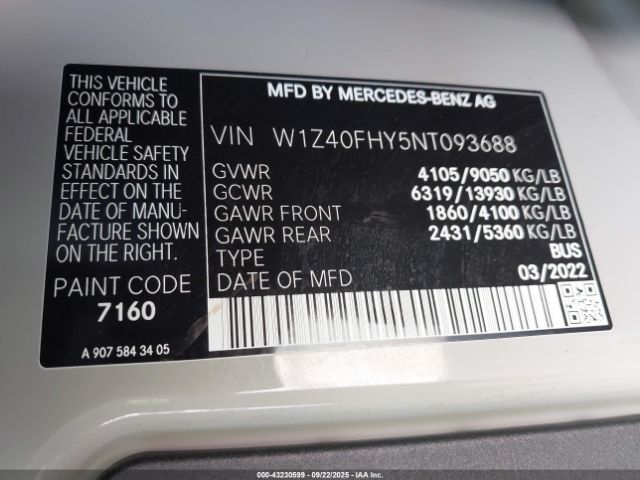 THIS VEHICLE
CONFORMS TO
ALL APPLICABLE
FEDERAL
VEHICLE SAFETY
STANDARDS IN
EFFECT ON THE
DATE OF MANU-
FACTURE SHOWN
ON THE RIGHT.
PAINT CODE
7160
A 907 584 34 05
MFD BY MERCEDES-BENZ AG
VIN W1Z40FHY5NT093688
GVWR 4105/9050 KG/LB
GCWR 6319/13930 KG/LB
GAWR FRONT 1860/4100 KG/LB
GAWR REAR 2431/5360 KG/LB
TYPE BUS
DATE OF MFD 03/2022
000-43230599 - 09/22/2025 - IAA, Inc.